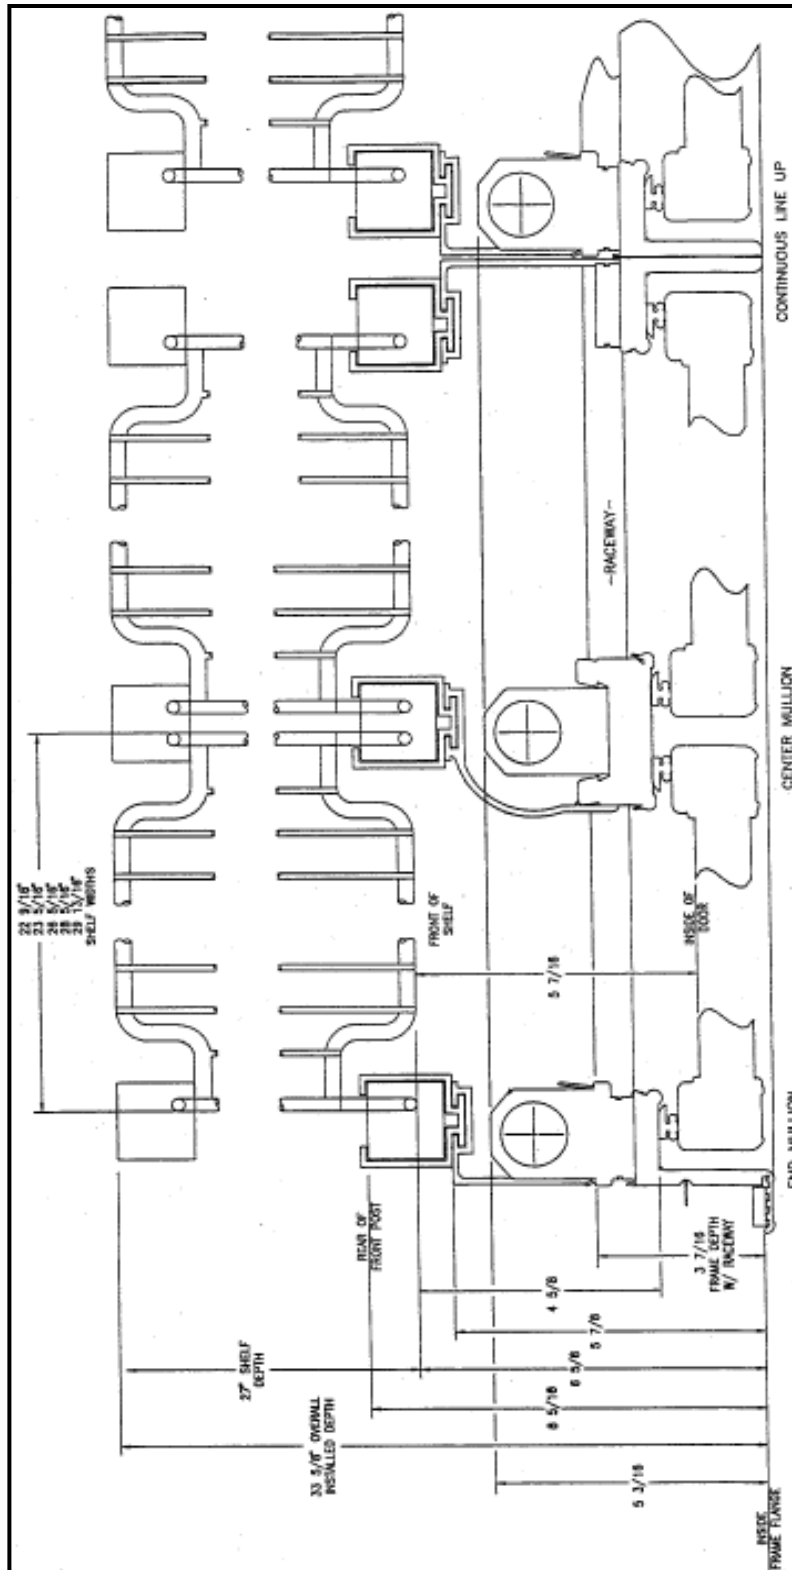 CONTINUOUS LINE UP
-RACEWAY-
CENTER MULLION
22 9/16"
23 5/16"
26 5/16"
28 5/16"
29 13/16"
SHELF WIDTHS
FRONT OF
SHELF
INSIDE OF
DOOR
5 7/16
END MULLION
REAR OF
FRONT POST
3 7/16
FRAME DEPTH
W/ RACEWAY
4 5/8
5 7/8
27" SHELF
DEPTH
6 5/8
8 5/16
33 5/8" OVERALL
INSTALLED DEPTH
5 3/16
INSIDE
FRAME FLANGE